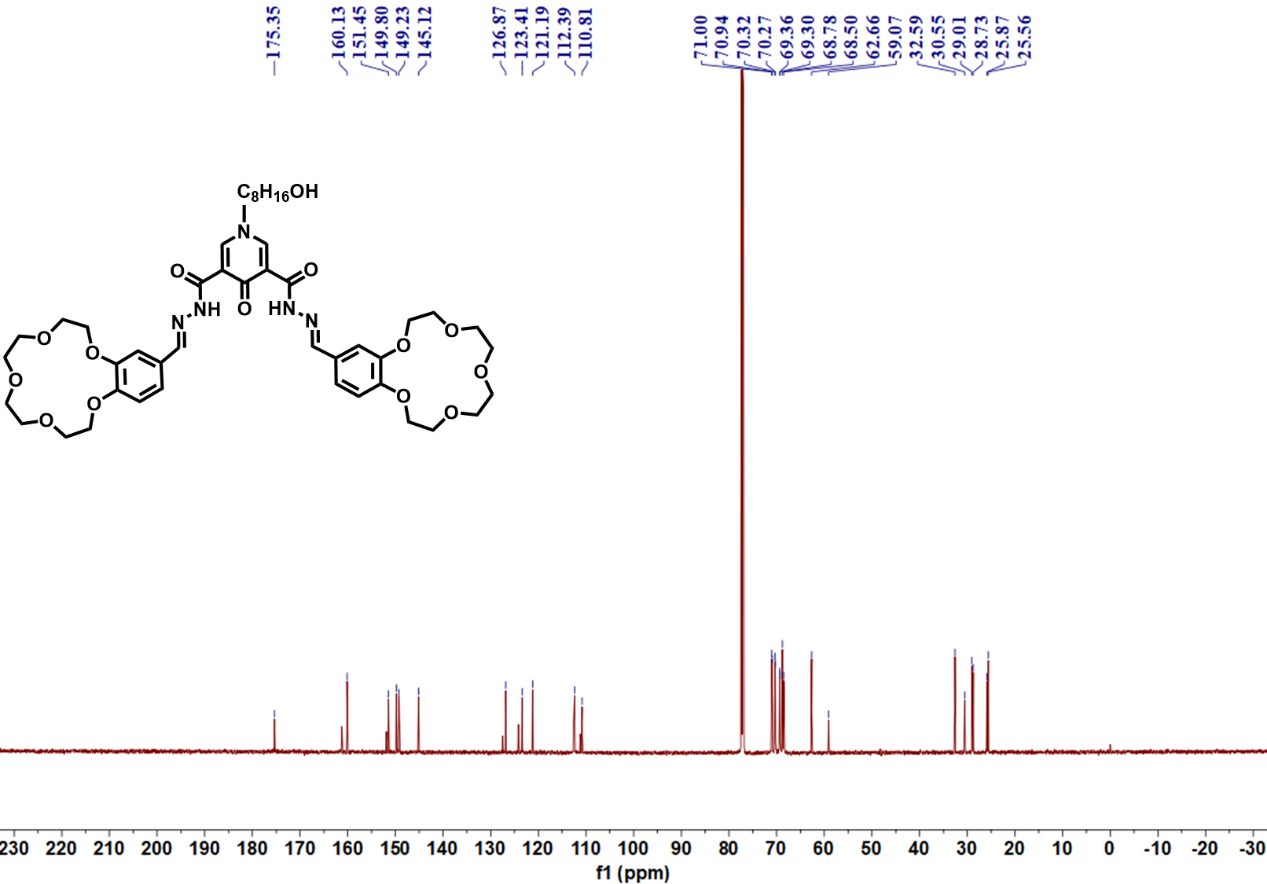 175.35
160.13
151.45
149.80
149.23
145.12
126.87
123.41
121.19
112.39
110.81
71.00
70.94
70.32
70.27
69.36
69.30
68.78
68.50
62.66
59.07
32.59
30.55
29.01
28.73
25.87
25.56
C₈H₁₆OH
N
O
O
O
NH
HN
N
N
O
O
O
O
O
O
O
O
O
O
230 220 210 200 190 180 170 160 150 140 130 120 110 100 90 80 70 60 50 40 30 20 10 0 -10 -20 -30
f1 (ppm)